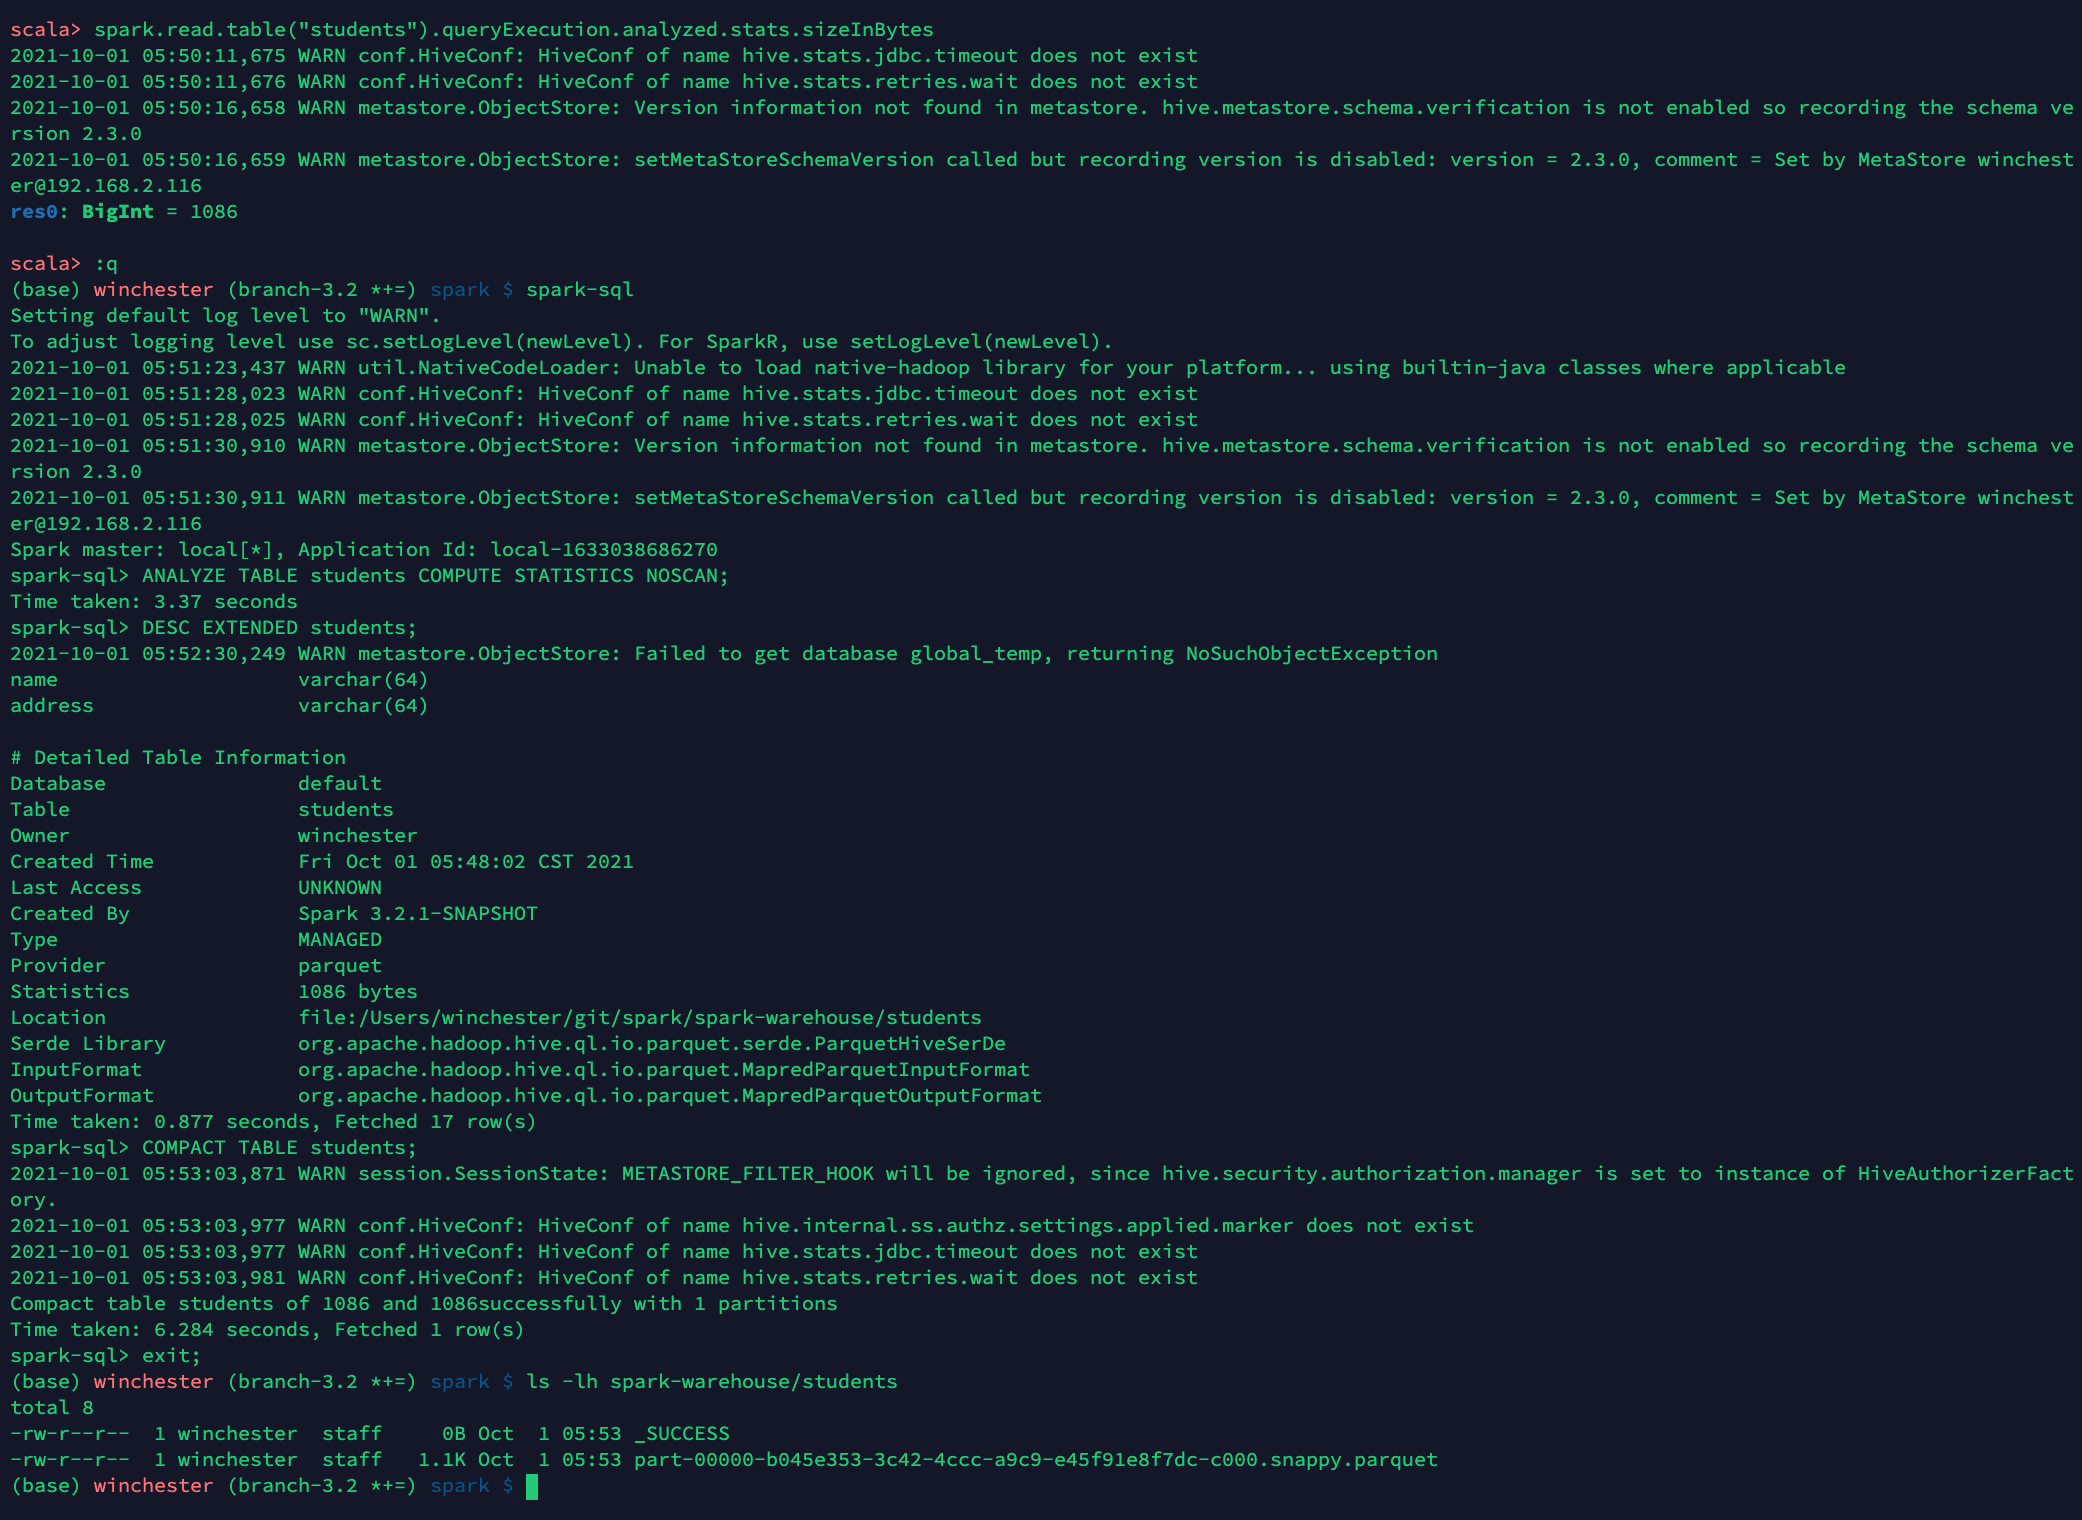 scala> spark.read.table("students").queryExecution.analyzed.stats.sizeInBytes
2021-10-01 05:50:11,675 WARN conf.HiveConf: HiveConf of name hive.stats.jdbc.timeout does not exist
2021-10-01 05:50:11,676 WARN conf.HiveConf: HiveConf of name hive.stats.retries.wait does not exist
2021-10-01 05:50:16,658 WARN metastore.ObjectStore: Version information not found in metastore. hive.metastore.schema.verification is not enabled so recording the schema ve
rsion 2.3.0
2021-10-01 05:50:16,659 WARN metastore.ObjectStore: setMetaStoreSchemaVersion called but recording version is disabled: version = 2.3.0, comment = Set by MetaStore winchest
er@192.168.2.116
res0: BigInt = 1086

scala> :q
(base) winchester (branch-3.2 *+=) spark $ spark-sql
Setting default log level to "WARN".
To adjust logging level use sc.setLogLevel(newLevel). For SparkR, use setLogLevel(newLevel).
2021-10-01 05:51:23,437 WARN util.NativeCodeLoader: Unable to load native-hadoop library for your platform... using builtin-java classes where applicable
2021-10-01 05:51:28,023 WARN conf.HiveConf: HiveConf of name hive.stats.jdbc.timeout does not exist
2021-10-01 05:51:28,025 WARN conf.HiveConf: HiveConf of name hive.stats.retries.wait does not exist
2021-10-01 05:51:30,910 WARN metastore.ObjectStore: Version information not found in metastore. hive.metastore.schema.verification is not enabled so recording the schema ve
rsion 2.3.0
2021-10-01 05:51:30,911 WARN metastore.ObjectStore: setMetaStoreSchemaVersion called but recording version is disabled: version = 2.3.0, comment = Set by MetaStore winchest
er@192.168.2.116
Spark master: local[*], Application Id: local-1633038686270
spark-sql> ANALYZE TABLE students COMPUTE STATISTICS NOSCAN;
Time taken: 3.37 seconds
spark-sql> DESC EXTENDED students;
2021-10-01 05:52:30,249 WARN metastore.ObjectStore: Failed to get database global_temp, returning NoSuchObjectException
name                    varchar(64)
address                 varchar(64)

# Detailed Table Information
Database                default
Table                   students
Owner                   winchester
Created Time            Fri Oct 01 05:48:02 CST 2021
Last Access             UNKNOWN
Created By              Spark 3.2.1-SNAPSHOT
Type                    MANAGED
Provider                parquet
Statistics              1086 bytes
Location                file:/Users/winchester/git/spark/spark-warehouse/students
Serde Library           org.apache.hadoop.hive.ql.io.parquet.serde.ParquetHiveSerDe
InputFormat             org.apache.hadoop.hive.ql.io.parquet.MapredParquetInputFormat
OutputFormat            org.apache.hadoop.hive.ql.io.parquet.MapredParquetOutputFormat
Time taken: 0.877 seconds, Fetched 17 row(s)
spark-sql> COMPACT TABLE students;
2021-10-01 05:53:03,871 WARN session.SessionState: METASTORE_FILTER_HOOK will be ignored, since hive.security.authorization.manager is set to instance of HiveAuthorizerFact
ory.
2021-10-01 05:53:03,977 WARN conf.HiveConf: HiveConf of name hive.internal.ss.authz.settings.applied.marker does not exist
2021-10-01 05:53:03,977 WARN conf.HiveConf: HiveConf of name hive.stats.jdbc.timeout does not exist
2021-10-01 05:53:03,981 WARN conf.HiveConf: HiveConf of name hive.stats.retries.wait does not exist
Compact table students of 1086 and 1086successfully with 1 partitions
Time taken: 6.284 seconds, Fetched 1 row(s)
spark-sql> exit;
(base) winchester (branch-3.2 *+=) spark $ ls -lh spark-warehouse/students
total 8
-rw-r--r--  1 winchester  staff     0B Oct  1 05:53 _SUCCESS
-rw-r--r--  1 winchester  staff   1.1K Oct  1 05:53 part-00000-b045e353-3c42-4ccc-a9c9-e45f91e8f7dc-c000.snappy.parquet
(base) winchester (branch-3.2 *+=) spark $